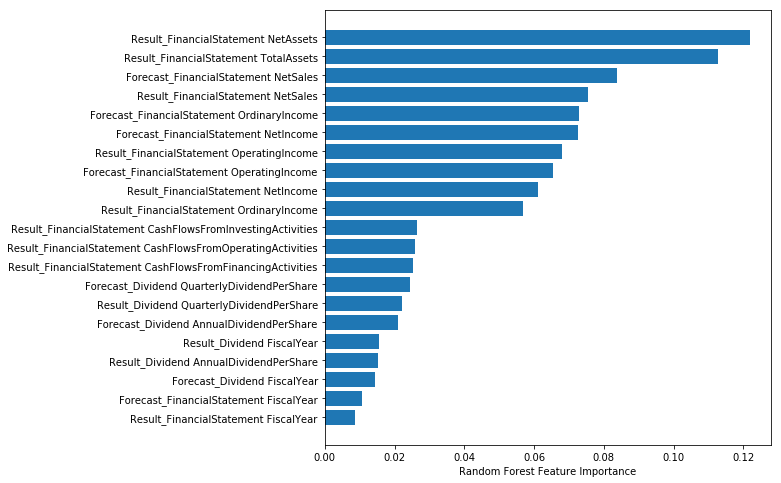 Result_FinancialStatement NetAssets
Result_FinancialStatement TotalAssets
Forecast_FinancialStatement NetSales
Result_FinancialStatement NetSales
Forecast_FinancialStatement OrdinaryIncome
Forecast_FinancialStatement NetIncome
Result_FinancialStatement OperatingIncome
Forecast_FinancialStatement OperatingIncome
Result_FinancialStatement NetIncome
Result_FinancialStatement OrdinaryIncome
Result_FinancialStatement CashFlowsFromInvestingActivities
Result_FinancialStatement CashFlowsFromOperatingActivities
Result_FinancialStatement CashFlowsFromFinancingActivities
Forecast_Dividend QuarterlyDividendPerShare
Result_Dividend QuarterlyDividendPerShare
Forecast_Dividend AnnualDividendPerShare
Result_Dividend FiscalYear
Result_Dividend AnnualDividendPerShare
Forecast_Dividend FiscalYear
Forecast_FinancialStatement FiscalYear
Result_FinancialStatement FiscalYear
0.00 0.02 0.04 0.06 0.08 0.10 0.12
Random Forest Feature Importance